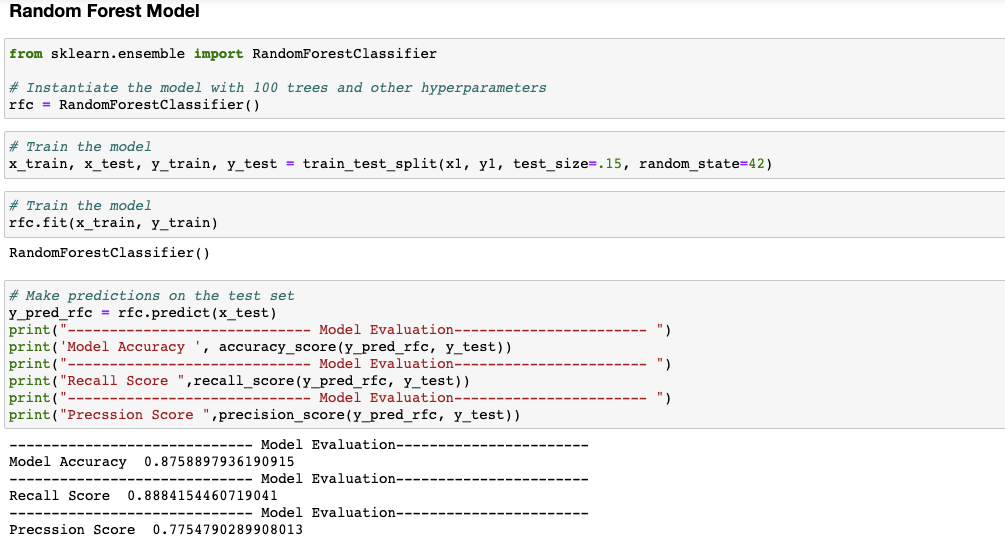 Random Forest Model
from sklearn.ensemble import RandomForestClassifier
# Instantiate the model with 100 trees and other hyperparameters
rfc = RandomForestClassifier()
# Train the model
x_train, x_test, y_train, y_test = train_test_split(x1, y1, test_size=.15, random_state=42)
# Train the model
rfc.fit(x_train, y_train)
RandomForestClassifier()
# Make predictions on the test set
y_pred_rfc = rfc.predict(x_test)
print("----------------------------- Model Evaluation----------------------- ")
print('Model Accuracy ', accuracy_score(y_pred_rfc, y_test))
print("----------------------------- Model Evaluation----------------------- ")
print("Recall Score ",recall_score(y_pred_rfc, y_test))
print("----------------------------- Model Evaluation----------------------- ")
print("Precssion Score ",precision_score(y_pred_rfc, y_test))
----------------------------- Model Evaluation-----------------------
Model Accuracy  0.8758897936190915
----------------------------- Model Evaluation-----------------------
Recall Score  0.8884154460719041
----------------------------- Model Evaluation-----------------------
Precssion Score  0.7754790289908013